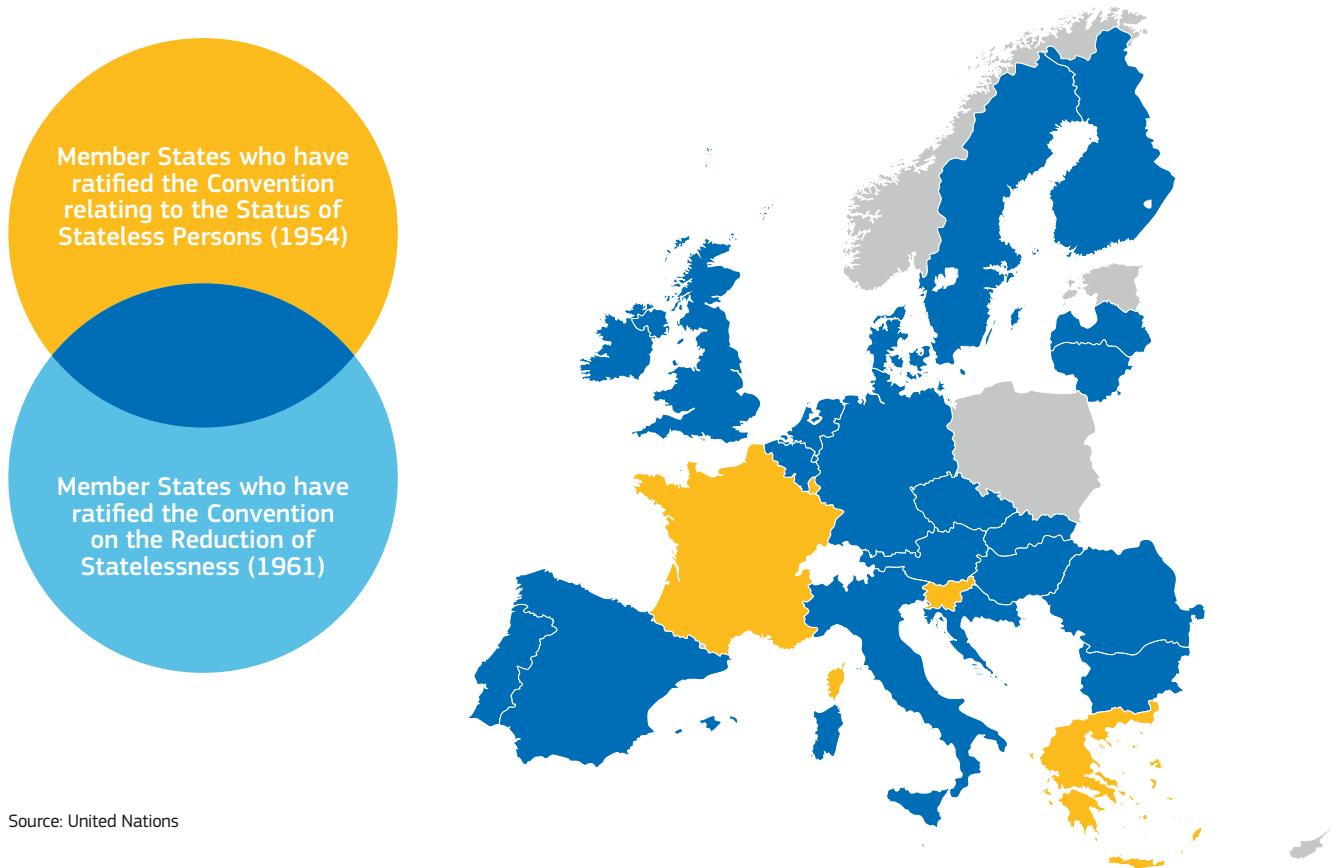 Member States who have
ratified the Convention
relating to the Status of
Stateless Persons (1954)
Member States who have
ratified the Convention
on the Reduction of
Statelessness (1961)
Source: United Nations